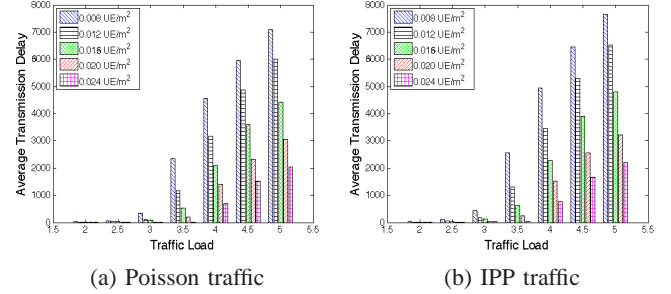 8000
7000
6000
5000
4000
3000
2000
1000
0
Average Transmission Delay
0.008 UE/m²
0.012 UE/m²
0.016 UE/m²
0.020 UE/m²
0.024 UE/m²
1.5 2 2.5 3 3.5 4 4.5 5 5.5
Traffic Load
(a) Poisson traffic
8000
7000
6000
5000
4000
3000
2000
1000
0
Average Transmission Delay
0.008 UE/m²
0.012 UE/m²
0.016 UE/m²
0.020 UE/m²
0.024 UE/m²
1.5 2 2.5 3 3.5 4 4.5 5 5.5
Traffic Load
(b) IPP traffic